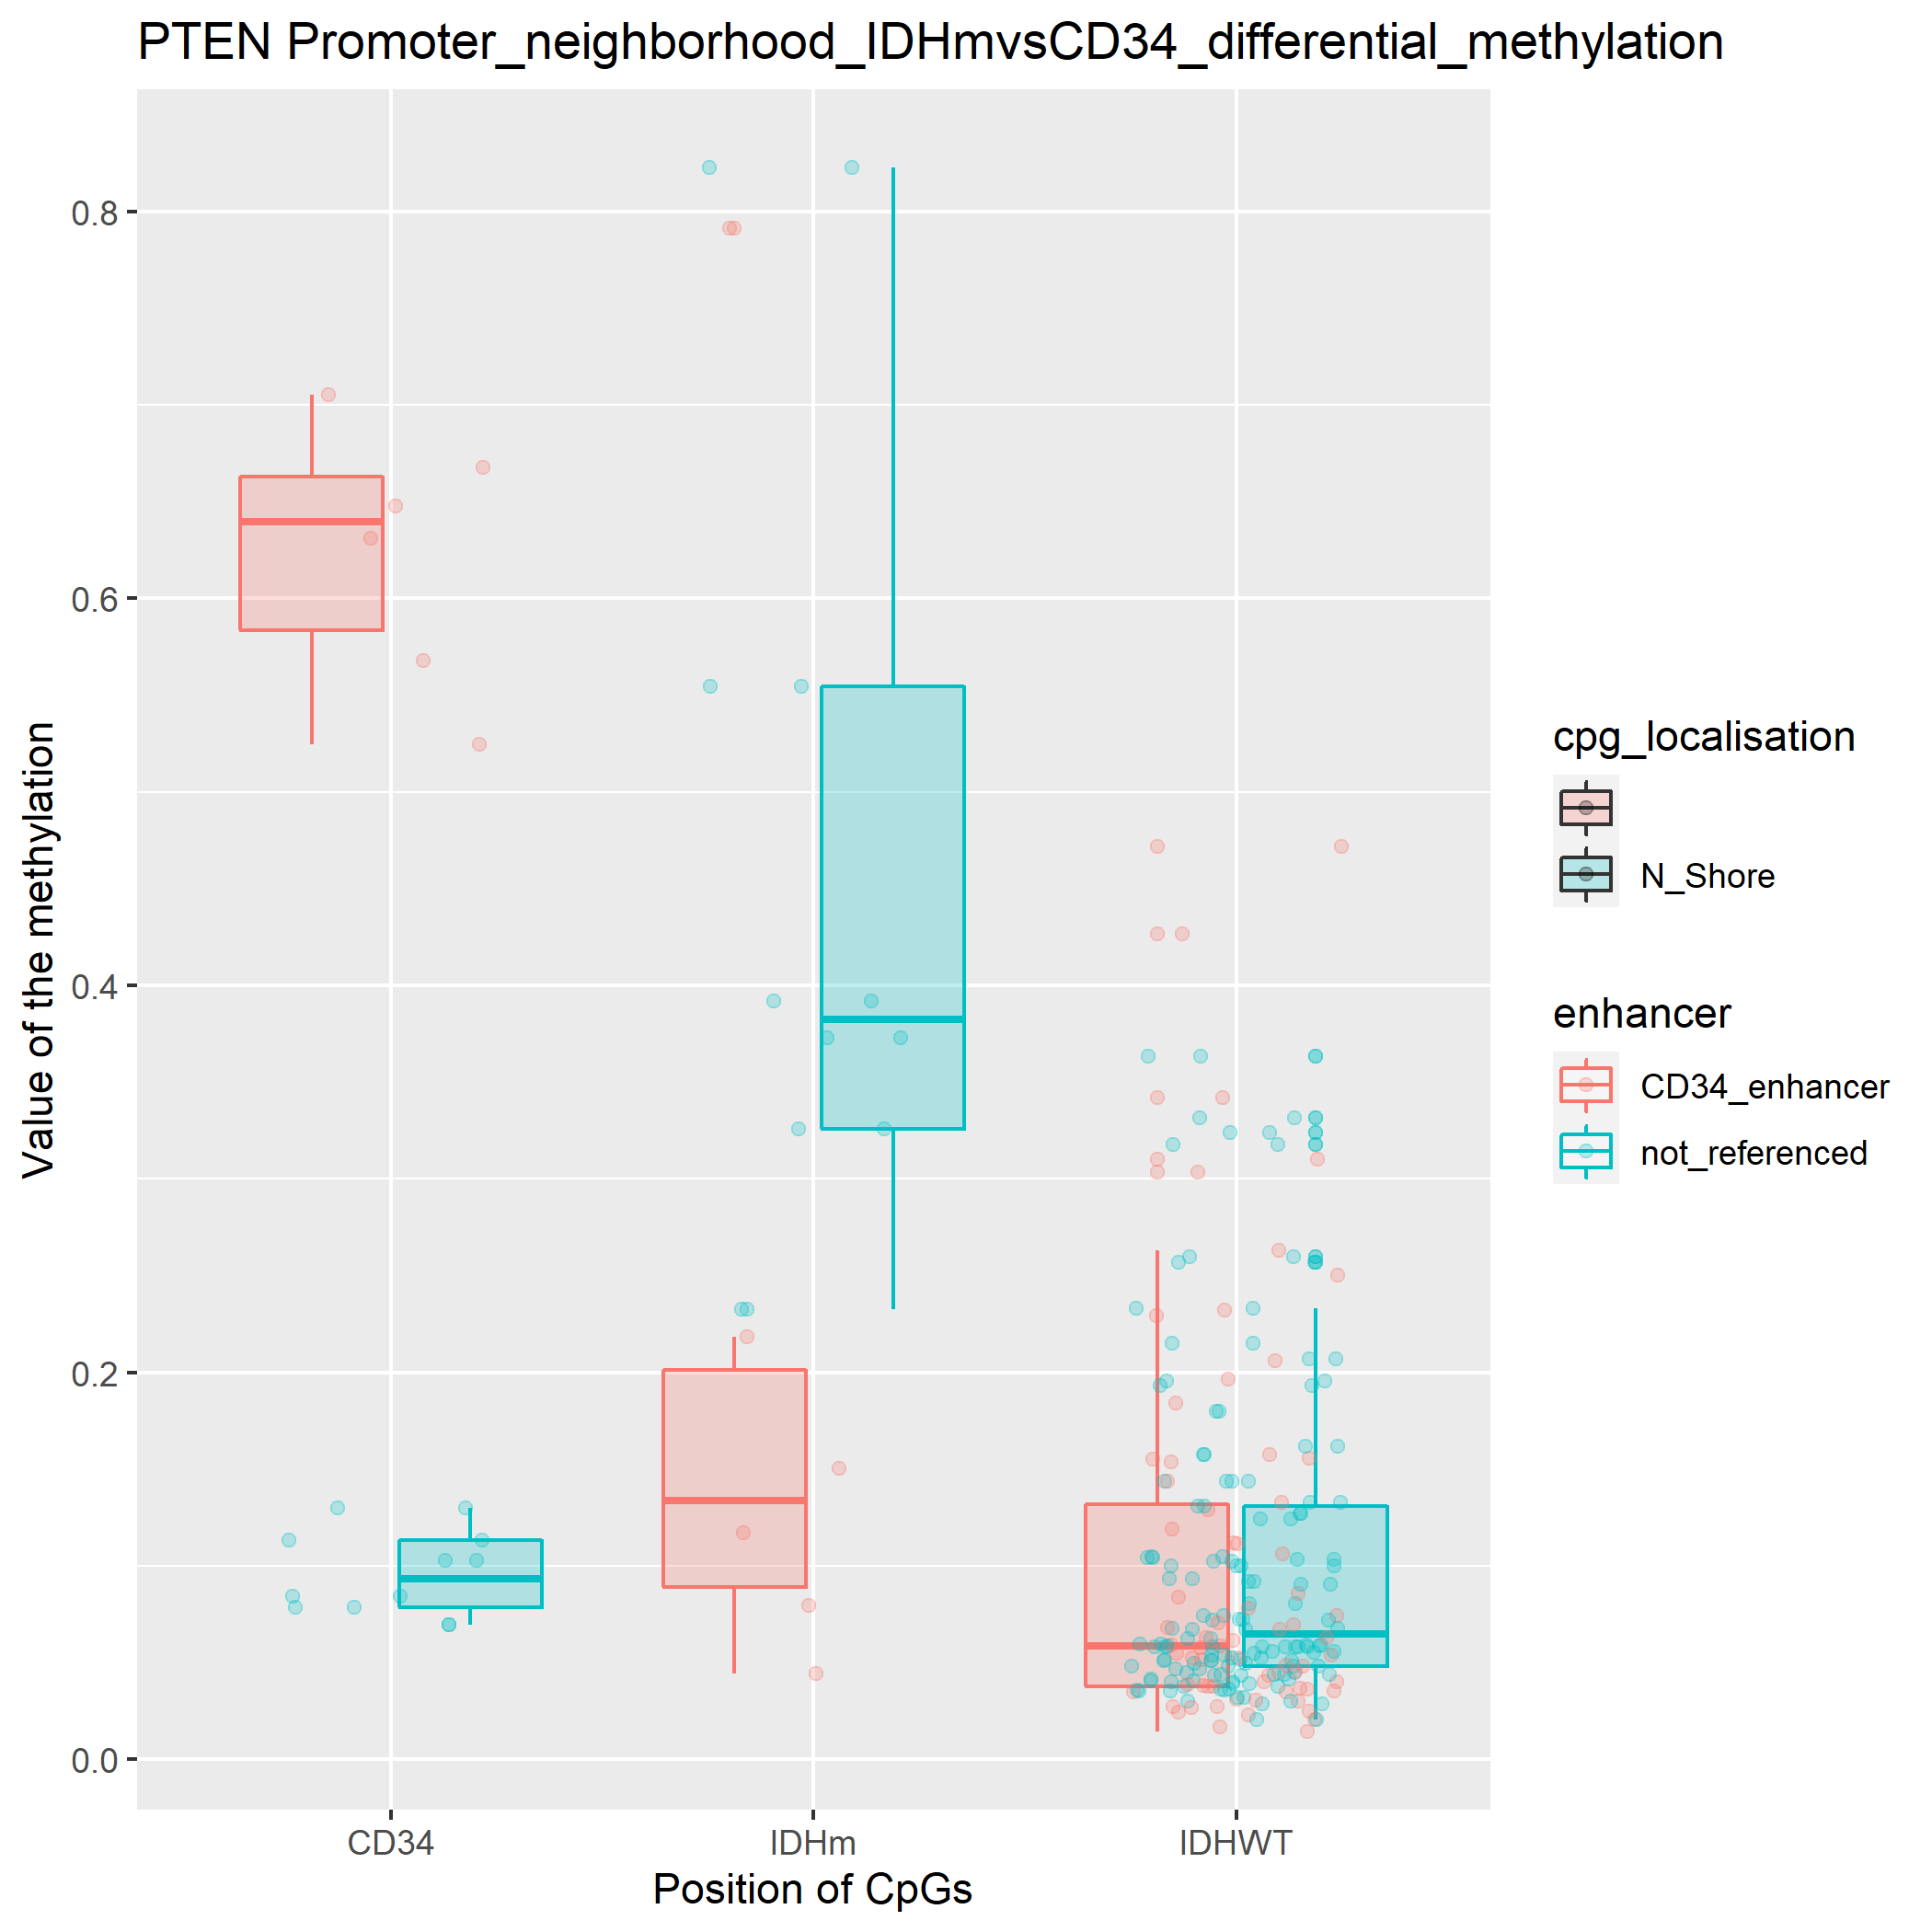 PTEN Promoter_neighborhood_IDHmvsCD34_differential_methylation
Value of the methylation
0.8
0.6
0.4
0.2
0.0
CD34
IDHm
IDHWT
Position of CpGs
cpg_localisation
N_Shore
enhancer
CD34_enhancer
not_referenced